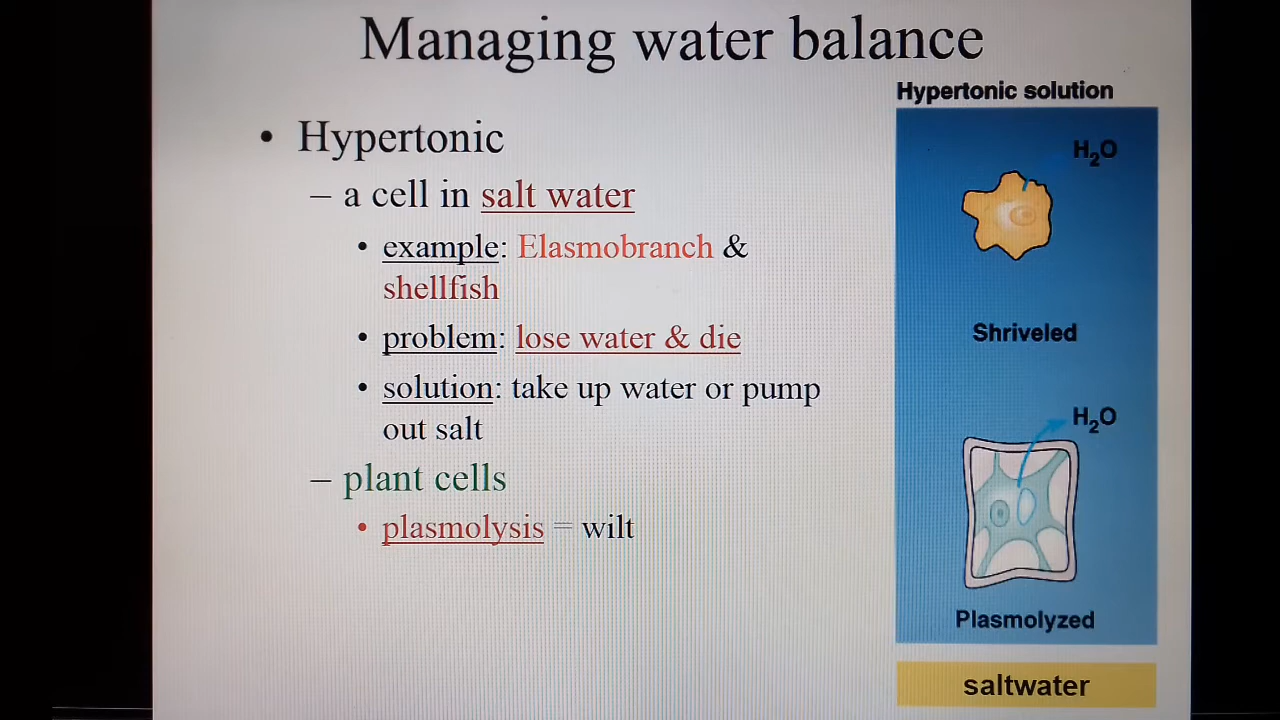 Managing water balance
• Hypertonic
– a cell in salt water
• example: Elasmobranch &
shellfish
• problem: lose water & die
• solution: take up water or pump
out salt
– plant cells
• plasmolysis = wilt
Hypertonic solution
H₂O
Shriveled
H₂O
Plasmolyzed
saltwater